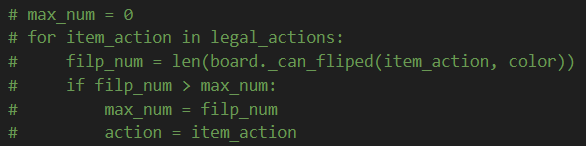 # max_num = 0
# for item_action in legal_actions:
#     filp_num = len(board._can_fliped(item_action, color))
#     if filp_num > max_num:
#         max_num = filp_num
#         action = item_action